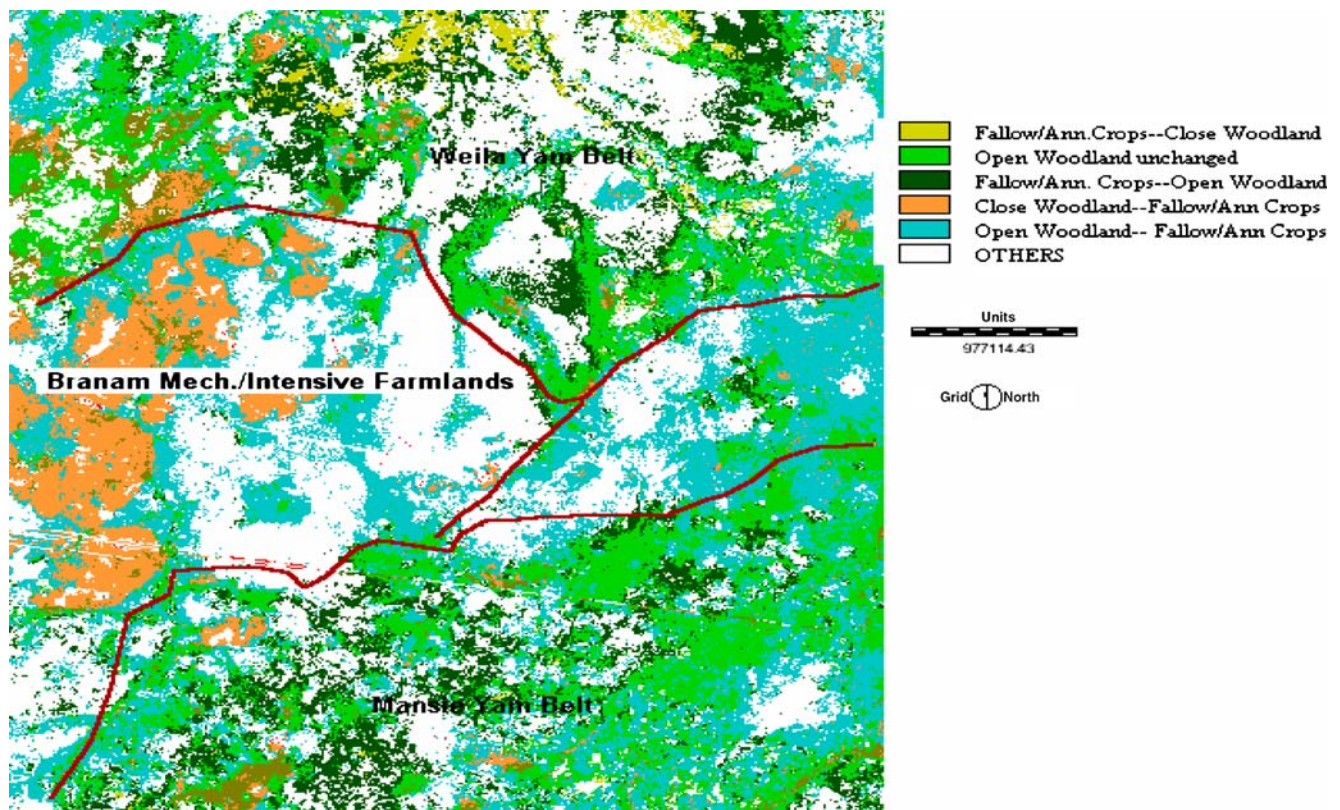 Weila Yam Belt
Branam Mech./Intensive Farmlands
Mansie Yam Belt
Fallow/Ann.Crops--Close Woodland
Open Woodland unchanged
Fallow/Ann. Crops--Open Woodland
Close Woodland--Fallow/Ann Crops
Open Woodland-- Fallow/Ann Crops
OTHERS
Units
977114.43
Grid North